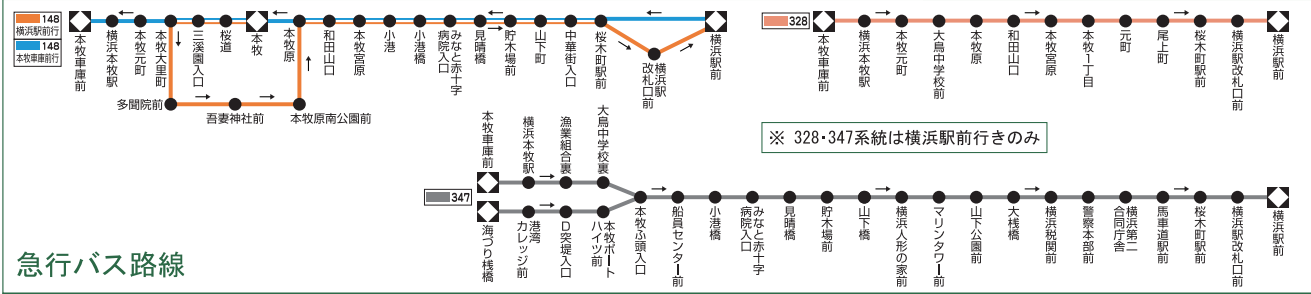 148
横浜駅前行
148
本牧車庫前行
本牧車庫前
横浜本牧駅
本牧元町
本牧大里町
三溪園入口
桜道
本牧
本牧原
和田山口
本牧宮原
小港
小港橋
みなと赤十字
病院入口
見晴橋
貯木場前
山下町
中華街入口
桜木町駅前
横浜駅
改札口前
横浜駅前
多聞院前
吾妻神社前
本牧原南公園前
328
本牧車庫前
横浜本牧駅
本牧元町
大鳥中学校前
本牧原
和田山口
本牧宮原
本牧1丁目
元町
尾上町
桜木町駅前
横浜駅改札口前
横浜駅前
※ 328・347系統は横浜駅前行きのみ
347
本牧車庫前
横浜本牧駅
漁業組合裏
大鳥中学校裏
海づり桟橋
港湾
カレッジ前
D突堤入口
本牧ポート
ハイツ前
本牧ふ頭入口
船員センター前
小港橋
みなと赤十字
病院入口
見晴橋
貯木場前
山下橋
横浜人形の家前
マリンタワー前
山下公園前
大桟橋
横浜税関前
警察本部前
横浜第二
合同庁舎
馬車道駅前
桜木町駅前
横浜駅改札口前
横浜駅前
急行バス路線